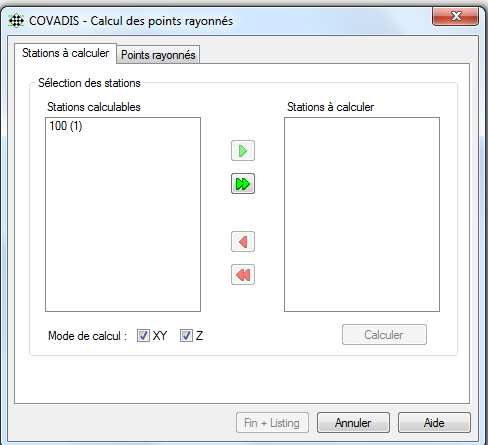 COVADIS - Calcul des points rayonnés
Stations à calculer Points rayonnés
Sélection des stations
Stations calculables Stations à calculer
100 (1)
Mode de calcul : XY Z Calculer
Fin + Listing Annuler Aide